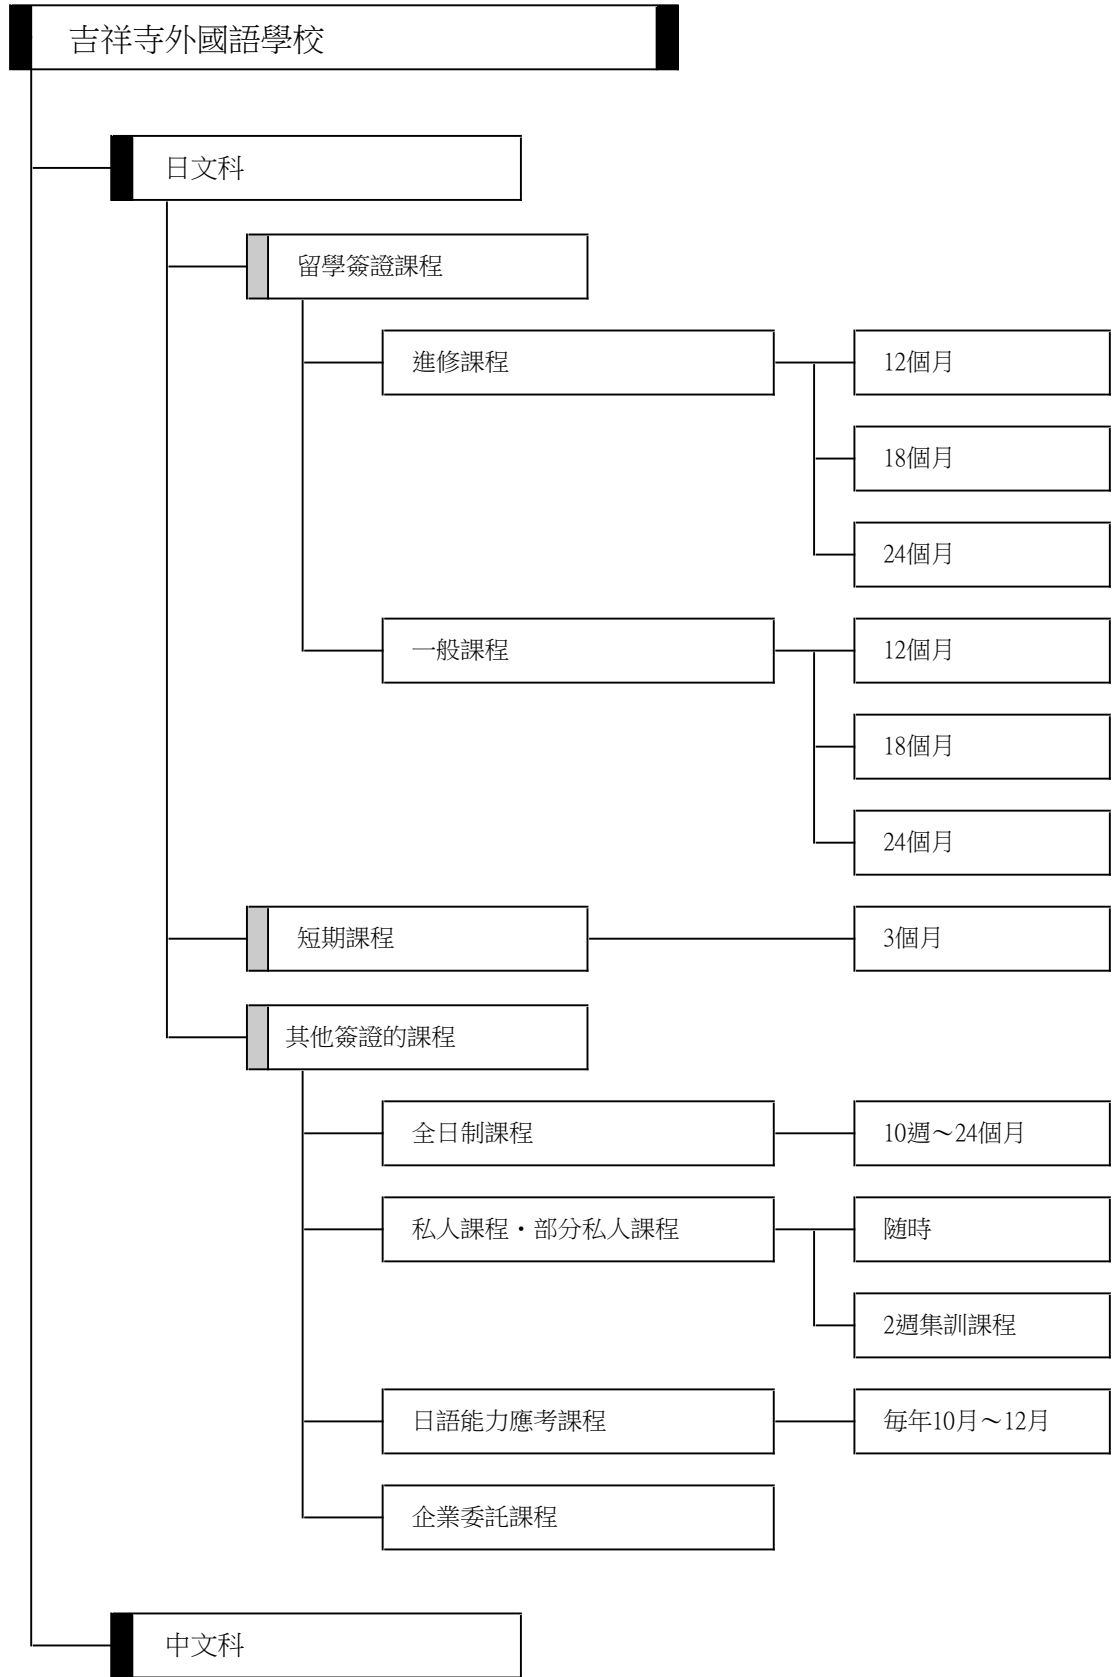 吉祥寺外國語學校
日文科
留學簽證課程
進修課程
12個月
18個月
24個月
一般課程
12個月
18個月
24個月
短期課程
3個月
其他簽證的課程
全日制課程
10週～24個月
私人課程・部分私人課程
随時
2週集訓課程
日語能力應考課程
毎年10月～12月
企業委託課程
中文科